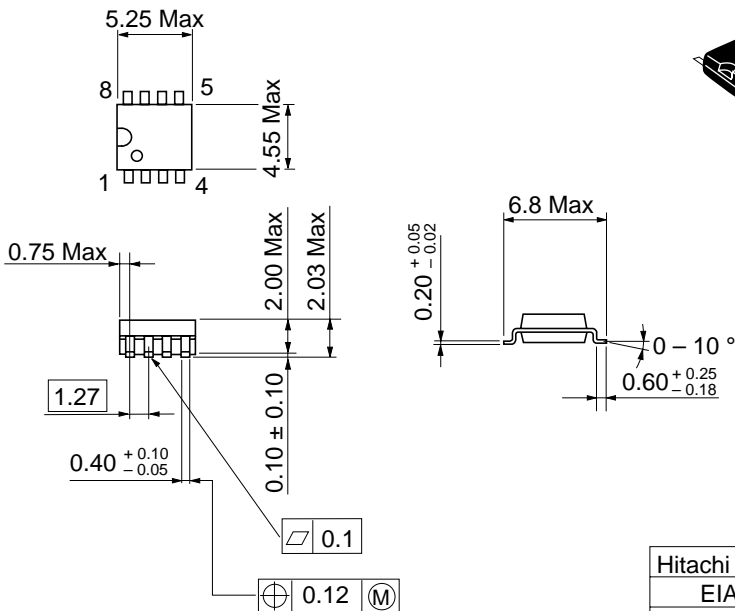 5.25 Max
8 5
4.55 Max
1 4
0.75 Max
2.00 Max
2.03 Max
1.27
0.40 + 0.10 – 0.05
0.10 ± 0.10
0.1
0.12 M
6.8 Max
0.20 + 0.05 – 0.02
0 – 10 °
0.60 + 0.25 – 0.18
Hitachi
EIA